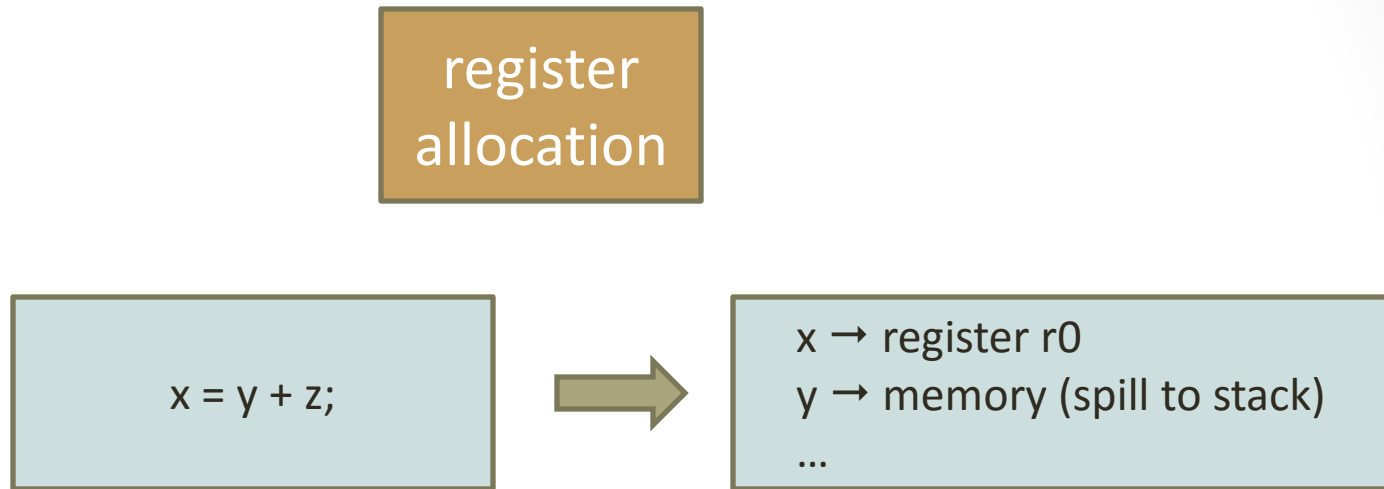 register
allocation
x = y + z;
x → register r0
y → memory (spill to stack)
...